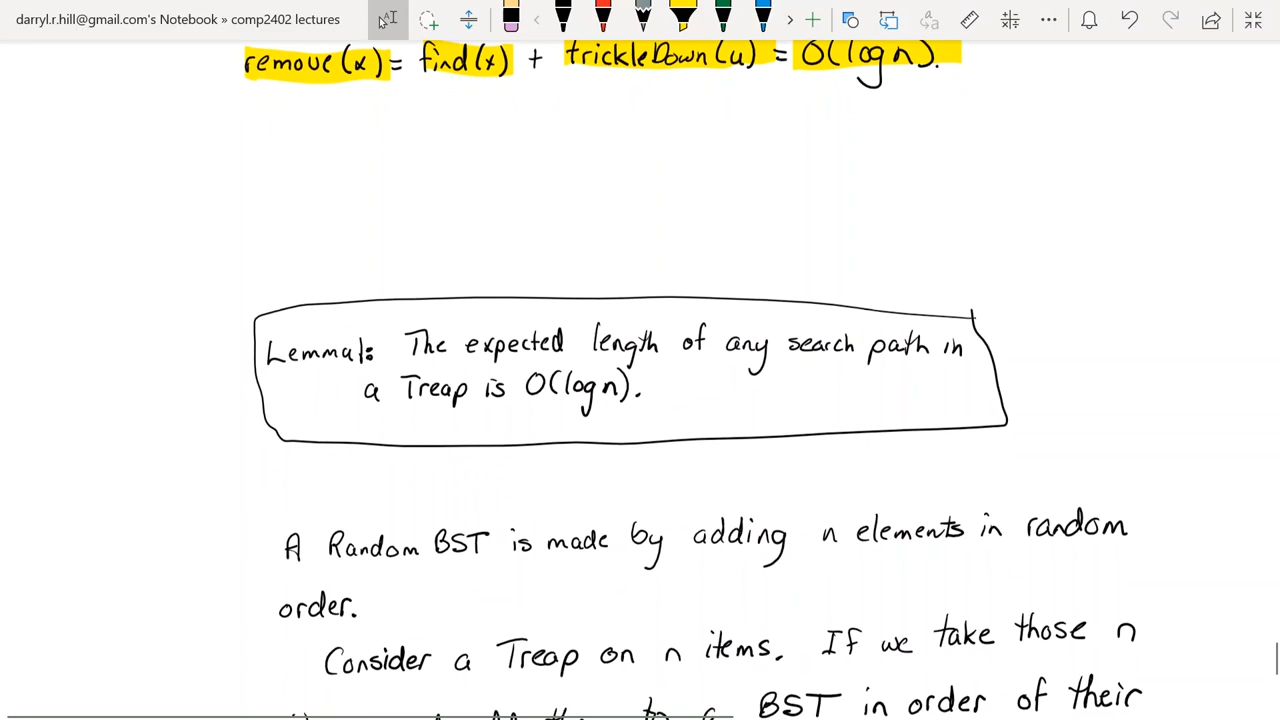 darryl.r.hill@gmail.com's Notebook » comp2402 lectures
remove(x) = find(x) + trickleDown(u) = O(log n).
Lemma1: The expected length of any search path in
a Treap is O(log n).
A Random BST is made by adding n elements in random
order.
Consider a Treap on n items. If we take those n
BST in order of their